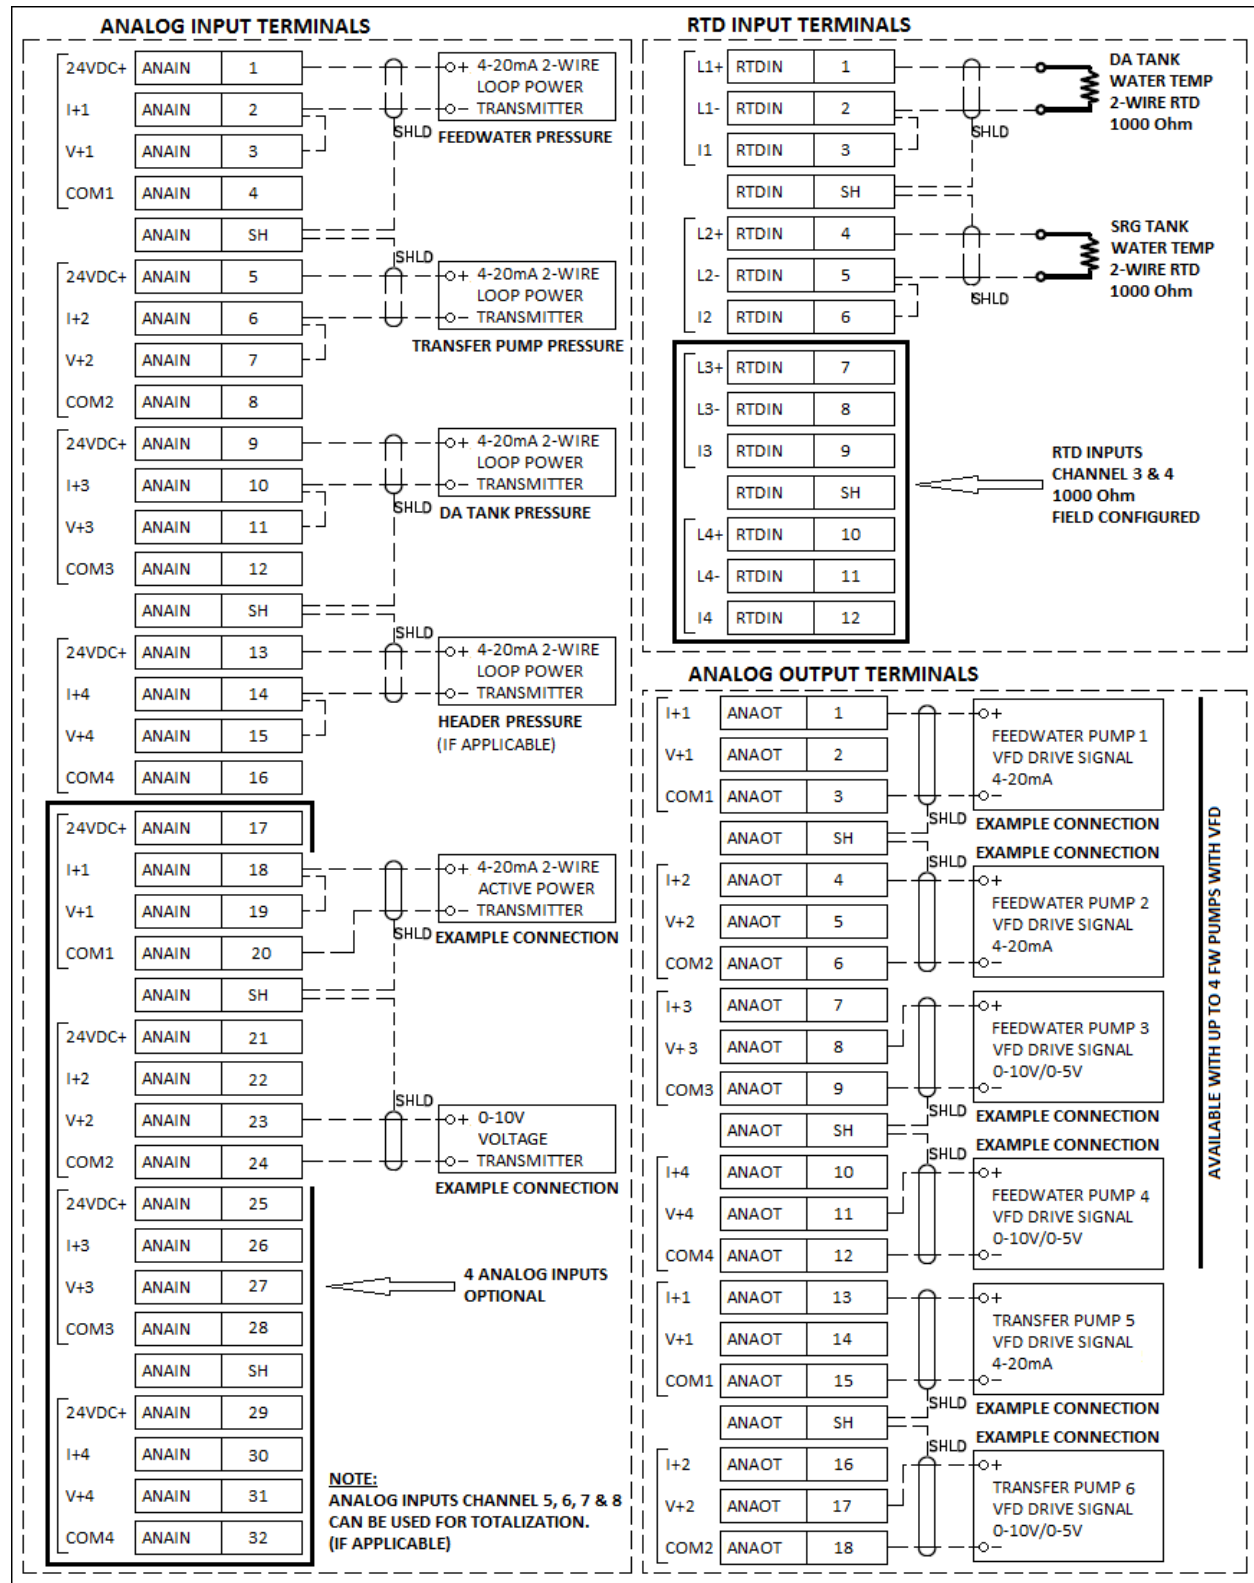 ANALOG INPUT TERMINALS
24VDC+ ANAIN 1
I+1 ANAIN 2
V+1 ANAIN 3
COM1 ANAIN 4
ANAIN SH
SHLD
+ 4-20mA 2-WIRE
LOOP POWER
- TRANSMITTER
FEEDWATER PRESSURE
24VDC+ ANAIN 5
I+2 ANAIN 6
V+2 ANAIN 7
COM2 ANAIN 8
SHLD
+ 4-20mA 2-WIRE
LOOP POWER
- TRANSMITTER
TRANSFER PUMP PRESSURE
24VDC+ ANAIN 9
I+3 ANAIN 10
V+3 ANAIN 11
COM3 ANAIN 12
ANAIN SH
SHLD
+ 4-20mA 2-WIRE
LOOP POWER
- TRANSMITTER
DA TANK PRESSURE
24VDC+ ANAIN 13
I+4 ANAIN 14
V+4 ANAIN 15
COM4 ANAIN 16
SHLD
+ 4-20mA 2-WIRE
LOOP POWER
- TRANSMITTER
HEADER PRESSURE
(IF APPLICABLE)
24VDC+ ANAIN 17
I+1 ANAIN 18
V+1 ANAIN 19
COM1 ANAIN 20
ANAIN SH
SHLD
+ 4-20mA 2-WIRE
ACTIVE POWER
- TRANSMITTER
EXAMPLE CONNECTION
24VDC+ ANAIN 21
I+2 ANAIN 22
V+2 ANAIN 23
COM2 ANAIN 24
SHLD
+ 0-10V
VOLTAGE
- TRANSMITTER
EXAMPLE CONNECTION
24VDC+ ANAIN 25
I+3 ANAIN 26
V+3 ANAIN 27
COM3 ANAIN 28
ANAIN SH
4 ANALOG INPUTS
OPTIONAL
24VDC+ ANAIN 29
I+4 ANAIN 30
V+4 ANAIN 31
COM4 ANAIN 32
NOTE:
ANALOG INPUTS CHANNEL 5, 6, 7 & 8
CAN BE USED FOR TOTALIZATION.
(IF APPLICABLE)
RTD INPUT TERMINALS
L1+ RTDIN 1
L1- RTDIN 2
I1 RTDIN 3
RTDIN SH
SHLD
DA TANK
WATER TEMP
2-WIRE RTD
1000 Ohm
L2+ RTDIN 4
L2- RTDIN 5
I2 RTDIN 6
SHLD
SRG TANK
WATER TEMP
2-WIRE RTD
1000 Ohm
L3+ RTDIN 7
L3- RTDIN 8
I3 RTDIN 9
RTDIN SH
L4+ RTDIN 10
L4- RTDIN 11
I4 RTDIN 12
RTD INPUTS
CHANNEL 3 & 4
1000 Ohm
FIELD CONFIGURED
ANALOG OUTPUT TERMINALS
I+1 ANAOT 1
V+1 ANAOT 2
COM1 ANAOT 3
ANAOT SH
SHLD
+
FEEDWATER PUMP 1
VFD DRIVE SIGNAL
4-20mA
-
EXAMPLE CONNECTION
I+2 ANAOT 4
V+2 ANAOT 5
COM2 ANAOT 6
SHLD
EXAMPLE CONNECTION
+
FEEDWATER PUMP 2
VFD DRIVE SIGNAL
4-20mA
-
I+3 ANAOT 7
V+ 3 ANAOT 8
COM3 ANAOT 9
ANAOT SH
SHLD
+
FEEDWATER PUMP 3
VFD DRIVE SIGNAL
0-10V/0-5V
-
EXAMPLE CONNECTION
I+4 ANAOT 10
V+4 ANAOT 11
COM4 ANAOT 12
SHLD
EXAMPLE CONNECTION
+
FEEDWATER PUMP 4
VFD DRIVE SIGNAL
0-10V/0-5V
-
AVAILABLE WITH UP TO 4 FW PUMPS WITH VFD
I+1 ANAOT 13
V+1 ANAOT 14
COM1 ANAOT 15
ANAOT SH
SHLD
+
TRANSFER PUMP 5
VFD DRIVE SIGNAL
4-20mA
-
EXAMPLE CONNECTION
I+2 ANAOT 16
V+2 ANAOT 17
COM2 ANAOT 18
SHLD
EXAMPLE CONNECTION
+
TRANSFER PUMP 6
VFD DRIVE SIGNAL
0-10V/0-5V
-